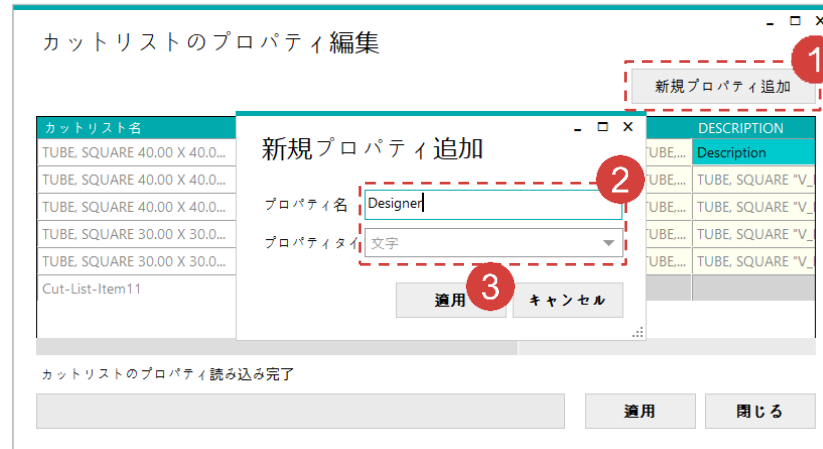 カットリストのプロパティ編集
1
新規プロパティ追加
カットリスト名 DESCRIPTION
TUBE, SQUARE 40.00 X 40.0... TUBE,... Description
TUBE, SQUARE 40.00 X 40.0... TUBE,... TUBE, SQUARE "V_
TUBE, SQUARE 40.00 X 40.0... TUBE,... TUBE, SQUARE "V_
TUBE, SQUARE 30.00 X 30.0... TUBE,... TUBE, SQUARE "V_
TUBE, SQUARE 30.00 X 30.0... TUBE,... TUBE, SQUARE "V_
Cut-List-Item11
新規プロパティ追加
2
プロパティ名 Designer
プロパティタイ 文字
3
適用 キャンセル
カットリストのプロパティ読み込み完了
適用 閉じる